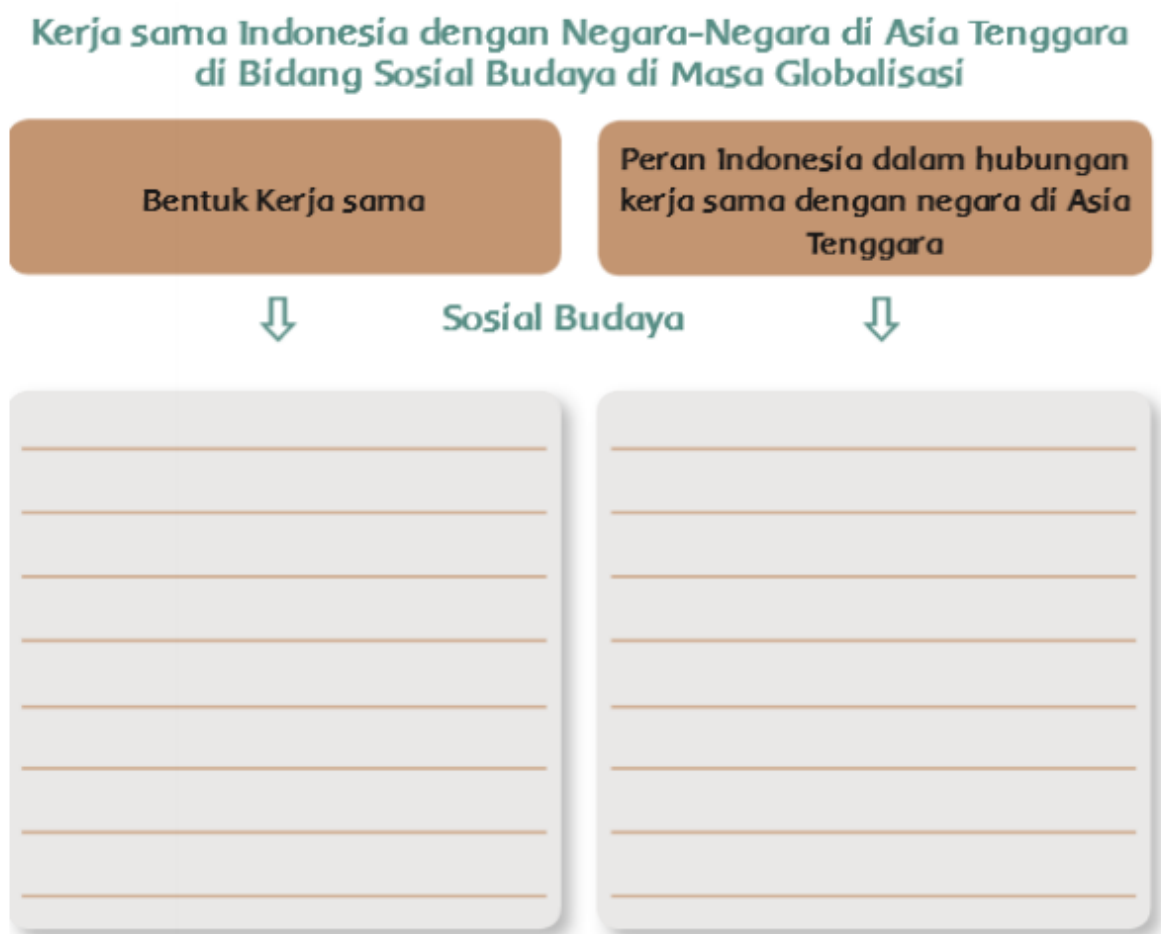 Kerja sama Indonesia dengan Negara-Negara di Asia Tenggara
di Bidang Sosial Budaya di Masa Globalisasi
Bentuk Kerja sama
Peran Indonesia dalam hubungan
kerja sama dengan negara di Asia
Tenggara
Sosial Budaya